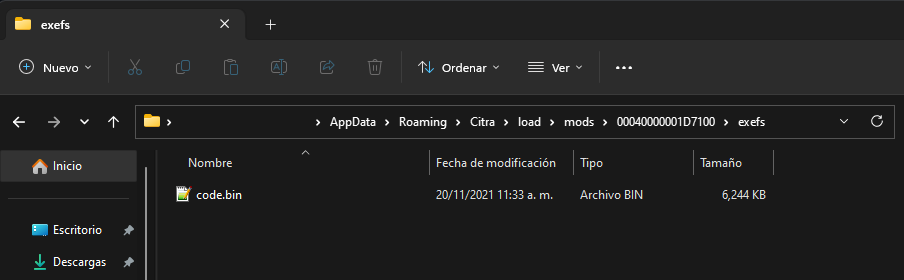 exefs
Nuevo
Ordenar
Ver
AppData > Roaming > Citra > load > mods > 00040000001D7100 > exefs
Inicio
Nombre Fecha de modificación Tipo Tamaño
code.bin 20/11/2021 11:33 a. m. Archivo BIN 6,244 KB
Escritorio
Descargas